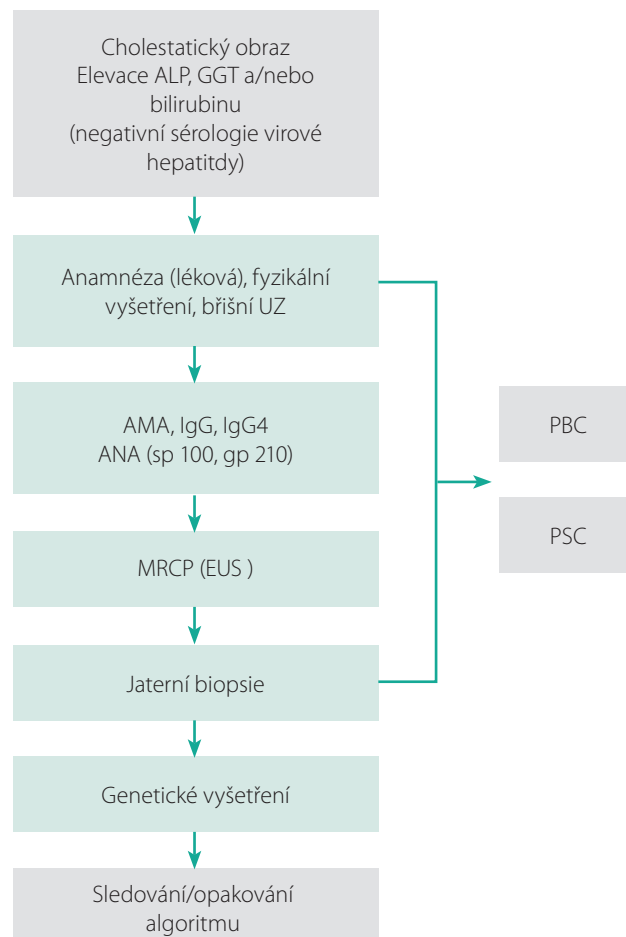 Cholestatický obraz
Elevace ALP, GGT a/nebo
bilirubinu
(negativní sérologie virové
hepatitdy)
Anamnéza (léková), fyzikální
vyšetření, břišní UZ
AMA, IgG, IgG4
ANA (sp 100, gp 210)
MRCP (EUS )
Jaterní biopsie
Genetické vyšetření
Sledování/opakování
algoritmu
PBC
PSC